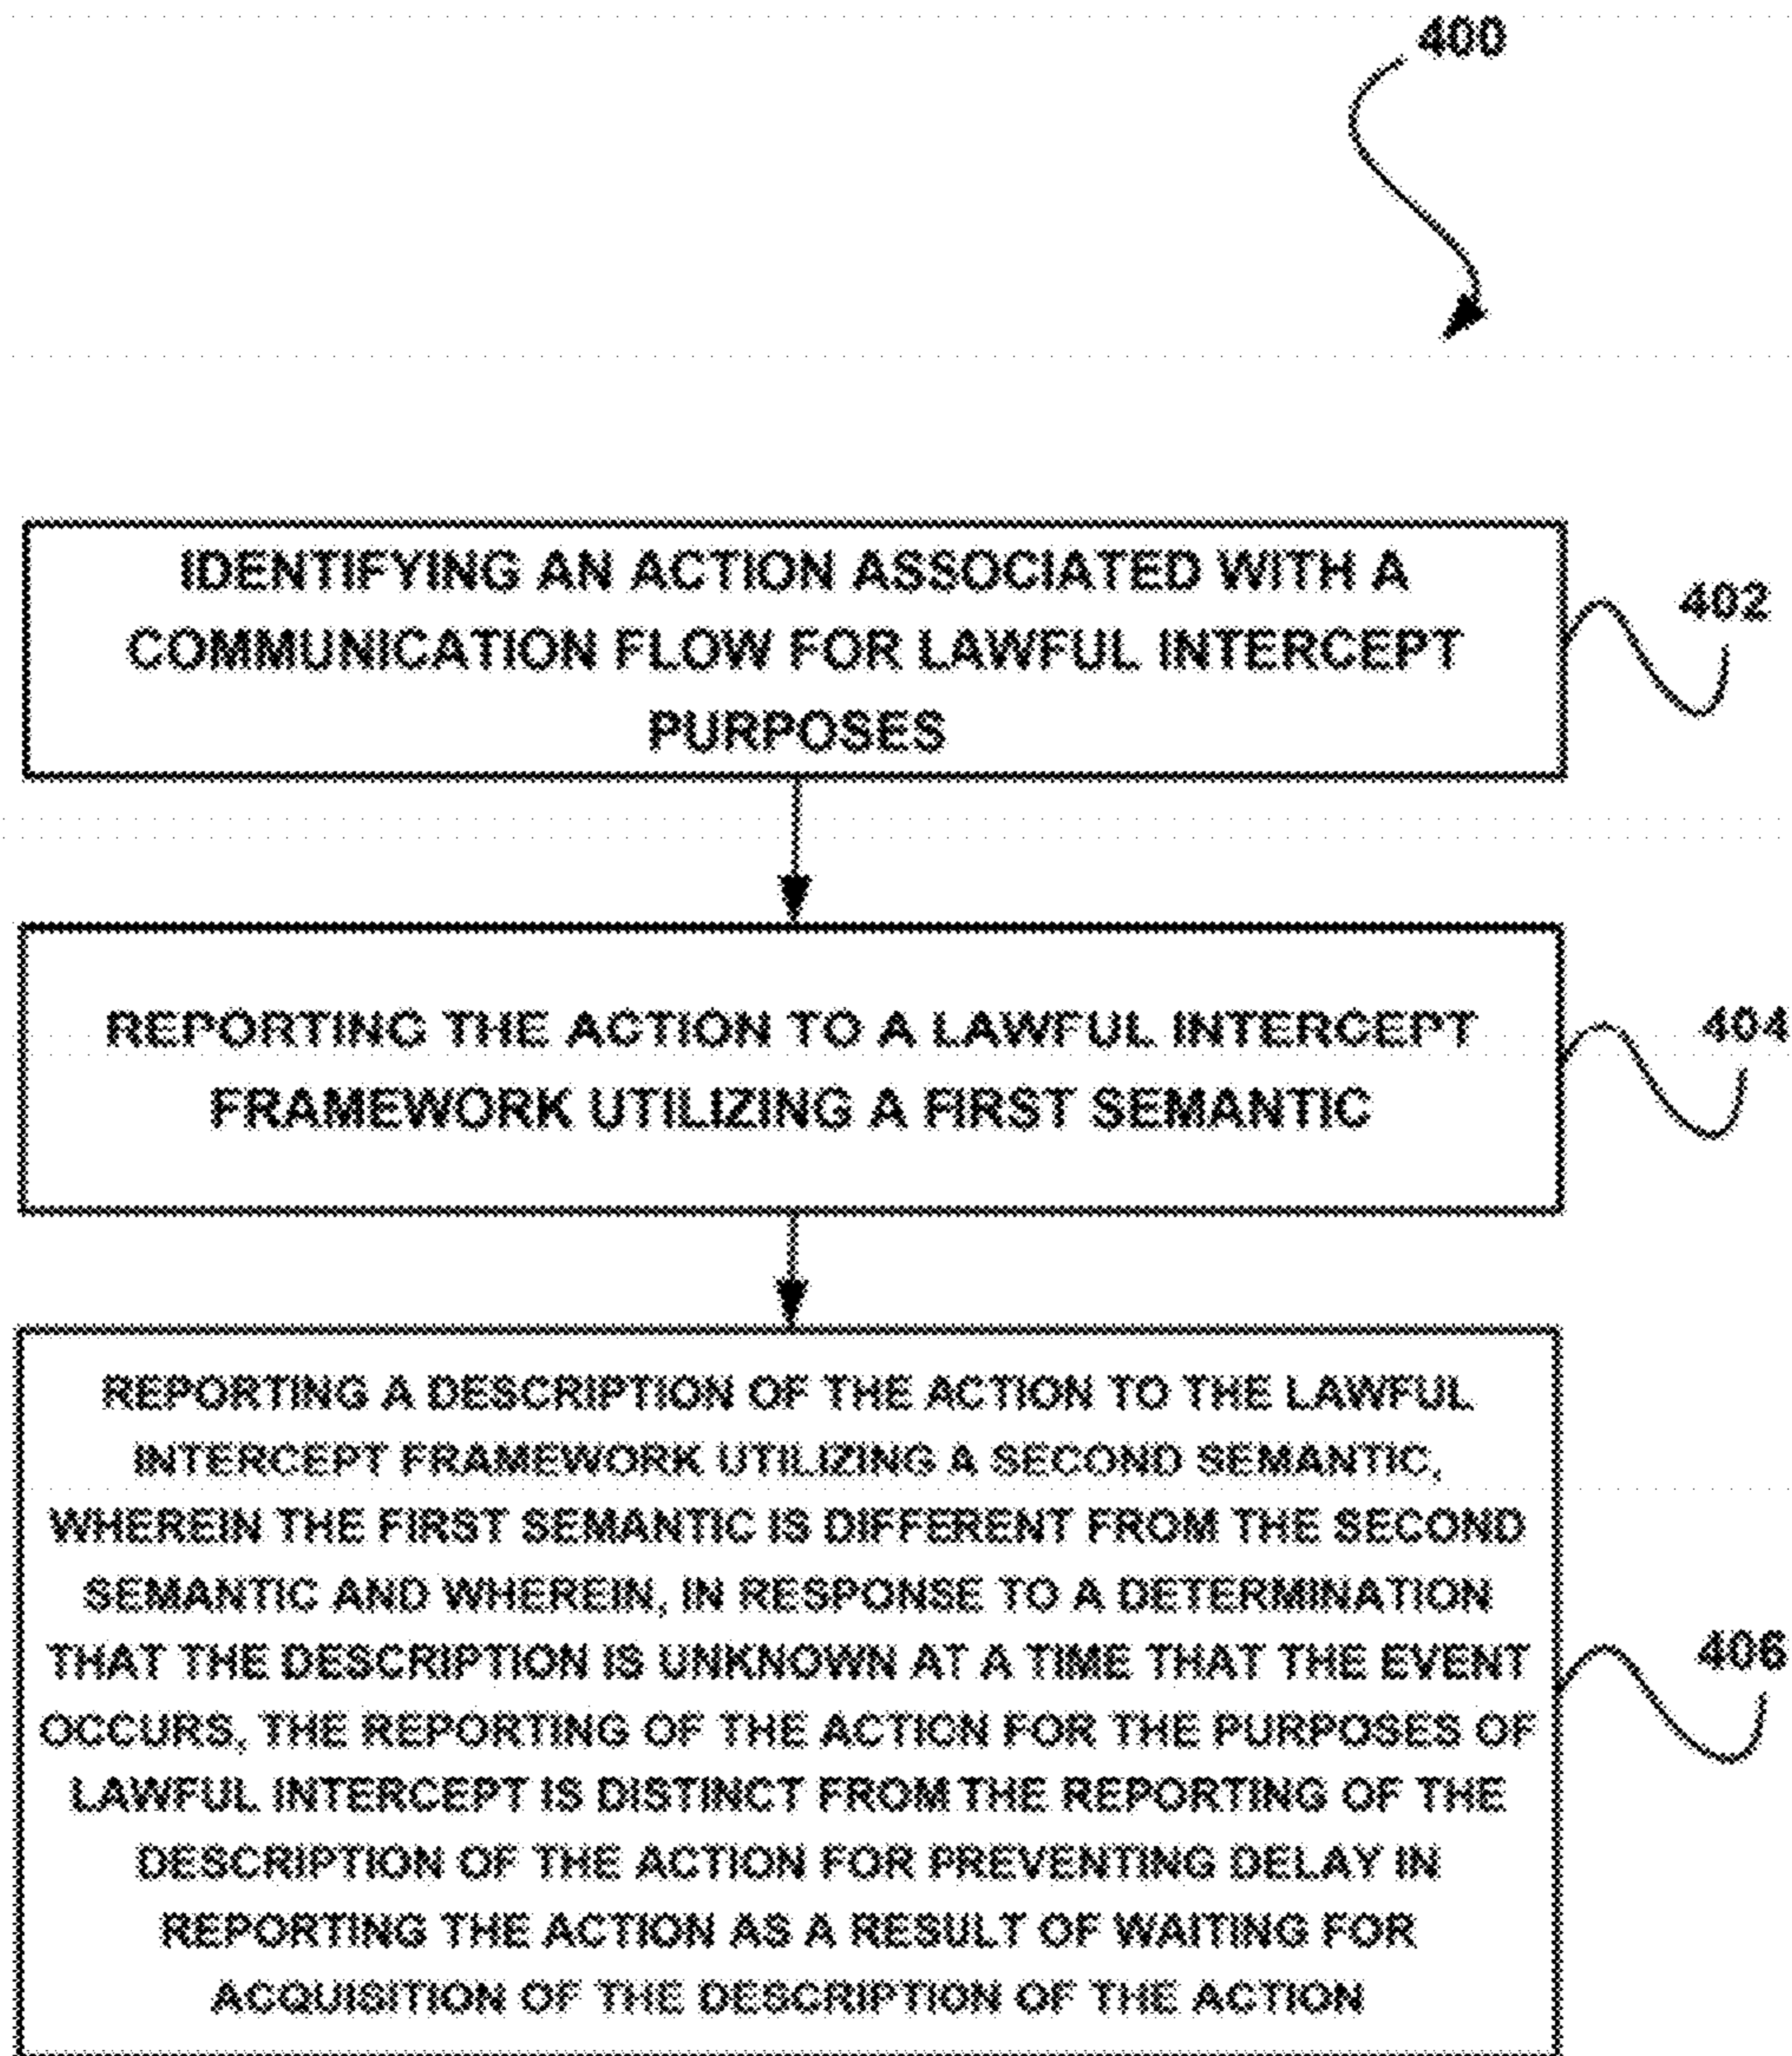 400
IDENTIFYING AN ACTION ASSOCIATED WITH A
COMMUNICATION FLOW FOR LAWFUL INTERCEPT
PURPOSES
402
REPORTING THE ACTION TO A LAWFUL INTERCEPT
FRAMEWORK UTILIZING A FIRST SEMANTIC
404
REPORTING A DESCRIPTION OF THE ACTION TO THE LAWFUL
INTERCEPT FRAMEWORK UTILIZING A SECOND SEMANTIC,
WHEREIN THE FIRST SEMANTIC IS DIFFERENT FROM THE SECOND
SEMANTIC AND WHEREIN, IN RESPONSE TO A DETERMINATION
THAT THE DESCRIPTION IS UNKNOWN AT A TIME THAT THE EVENT
OCCURS, THE REPORTING OF THE ACTION FOR THE PURPOSES OF
LAWFUL INTERCEPT IS DISTINCT FROM THE REPORTING OF THE
DESCRIPTION OF THE ACTION FOR PREVENTING DELAY IN
REPORTING THE ACTION AS A RESULT OF WAITING FOR
ACQUISITION OF THE DESCRIPTION OF THE ACTION
406